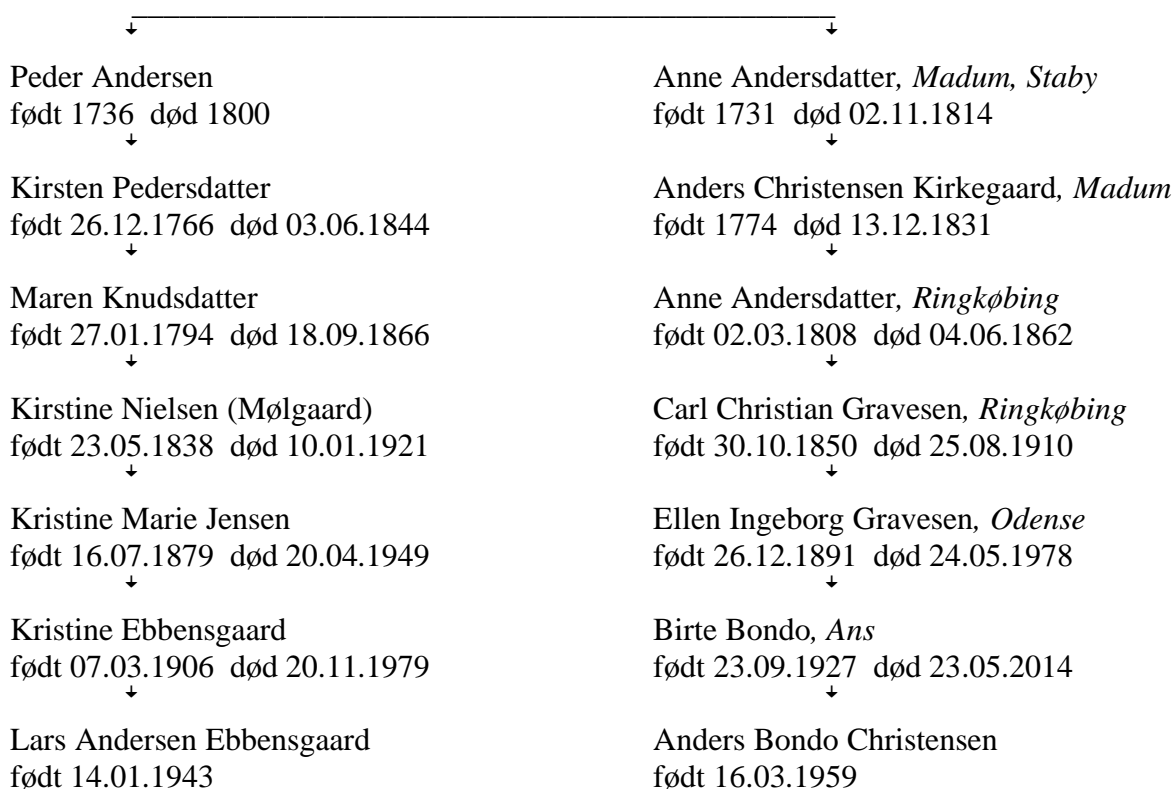 Peder Andersen
født 1736 død 1800
Kirsten Pedersdatter
født 26.12.1766 død 03.06.1844
Maren Knudsdatter
født 27.01.1794 død 18.09.1866
Kirstine Nielsen (Mølgaard)
født 23.05.1838 død 10.01.1921
Kristine Marie Jensen
født 16.07.1879 død 20.04.1949
Kristine Ebbensgaard
født 07.03.1906 død 20.11.1979
Lars Andersen Ebbensgaard
født 14.01.1943
Anne Andersdatter, Madum, Staby
født 1731 død 02.11.1814
Anders Christensen Kirkegaard, Madum
født 1774 død 13.12.1831
Anne Andersdatter, Ringkøbing
født 02.03.1808 død 04.06.1862
Carl Christian Gravesen, Ringkøbing
født 30.10.1850 død 25.08.1910
Ellen Ingeborg Gravesen, Odense
født 26.12.1891 død 24.05.1978
Birte Bondo, Ans
født 23.09.1927 død 23.05.2014
Anders Bondo Christensen
født 16.03.1959